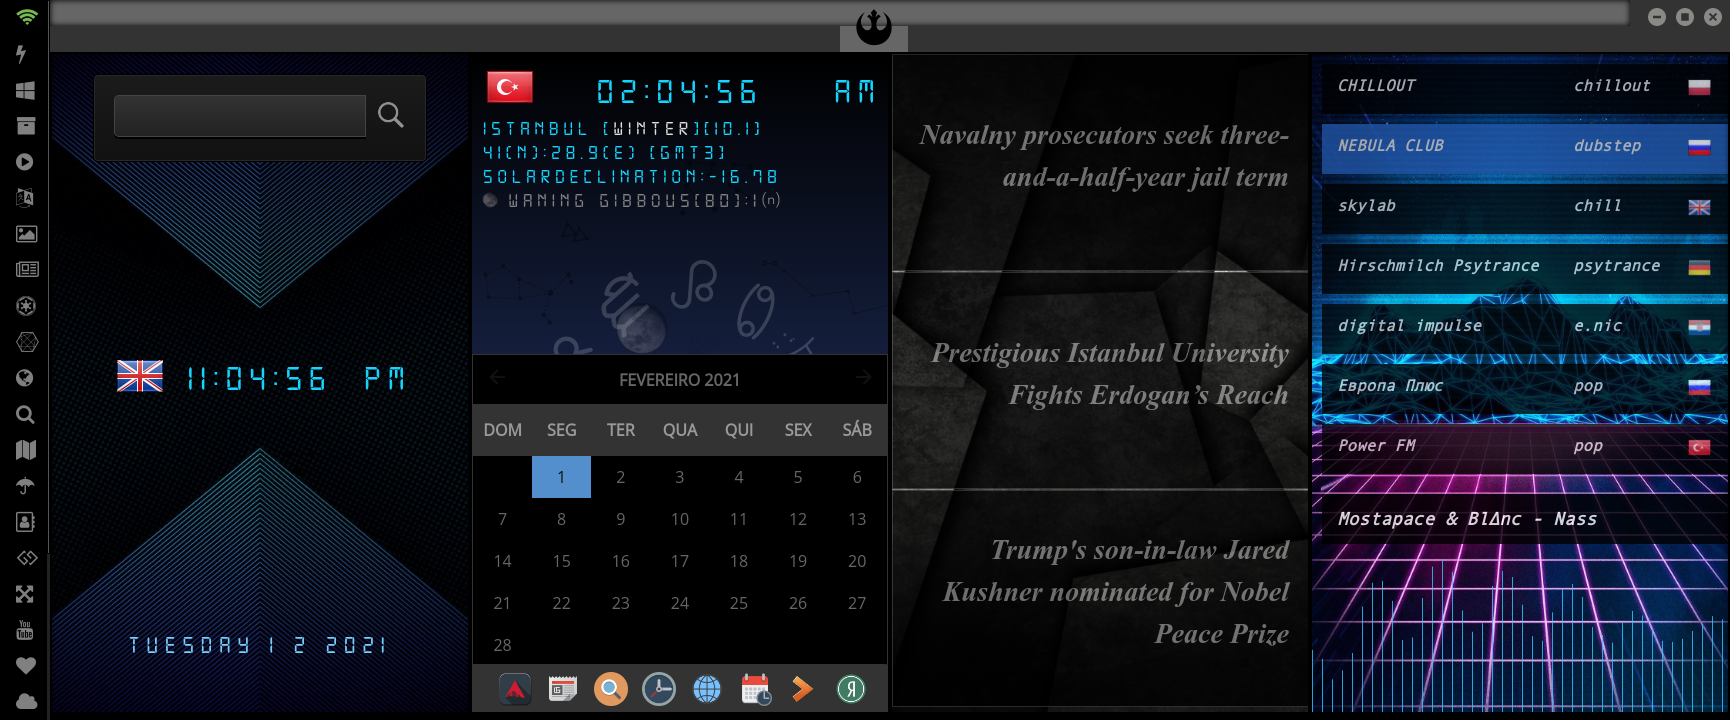 11:04:56 PM
TUESDAY 1 2 2021
02:04:56 AM
ISTANBUL [WINTER][10.1]
41(N):28.9(E) [GMT3]
SOLARDECLINATION:-16.78
WANING GIBBOUS[80]:1(n)
FEVEREIRO 2021
DOM SEG TER QUA QUI SEX SÁB
1 2 3 4 5 6
7 8 9 10 11 12 13
14 15 16 17 18 19 20
21 22 23 24 25 26 27
28
Navalny prosecutors seek three-
and-a-half-year jail term
Prestigious Istanbul University
Fights Erdogan’s Reach
Trump's son-in-law Jared
Kushner nominated for Nobel
Peace Prize
CHILLOUT chillout
NEBULA CLUB dubstep
skylab chill
Hirschmilch Psytrance psytrance
digital impulse e.nic
Европа Плюс pop
Power FM pop
Mostapace & Bl∆nc - Nass
You
Tube
Я